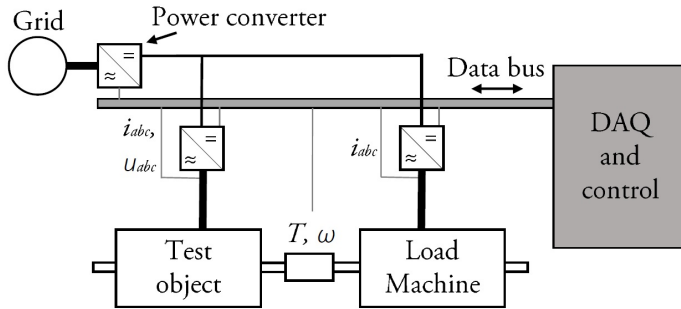 Grid
Power converter
=
≈
Data bus
i_abc,
u_abc
=
≈
i_abc
=
≈
DAQ
and
control
T, ω
Test
object
Load
Machine